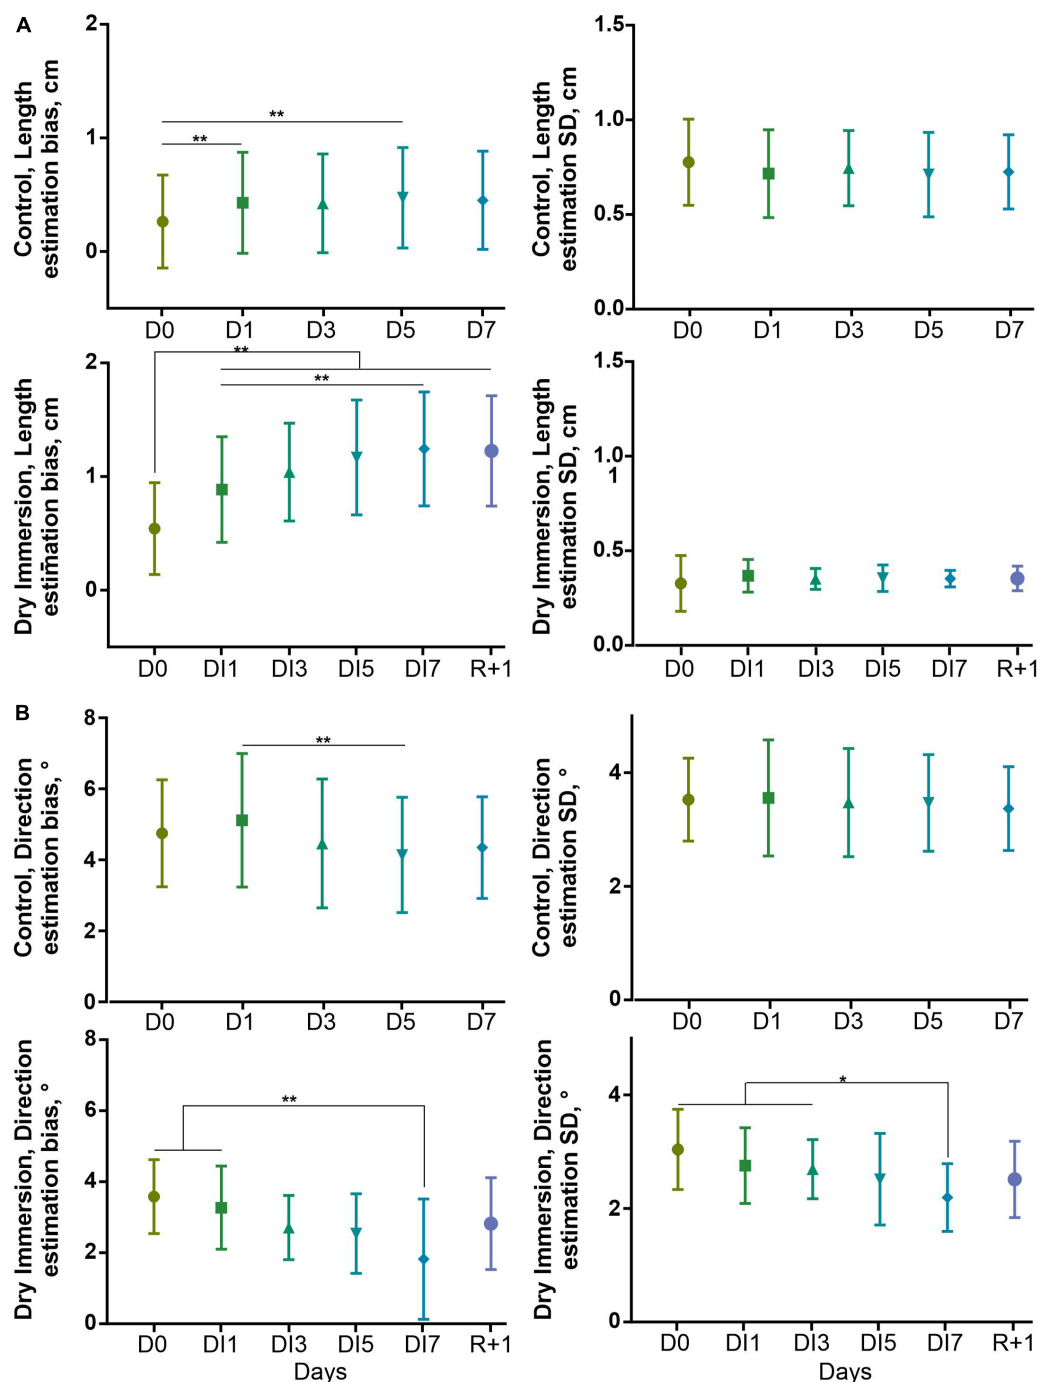 A
Control, Length
estimation bias, cm
2
1
0
**
**
D0 D1 D3 D5 D7
Control, Length
estimation SD, cm
1.5
1.0
0.5
0.0
D0 D1 D3 D5 D7
Dry Immersion, Length
estimation bias, cm
2
1
0
**
**
D0 DI1 DI3 DI5 DI7 R+1
Dry Immersion, Length
estimation SD, cm
1.5
1.0
1
0.5
0.0
D0 DI1 DI3 DI5 DI7 R+1
B
Control, Direction
estimation bias, °
8
6
4
2
0
**
D0 D1 D3 D5 D7
Control, Direction
estimation SD, °
4
2
0
D0 D1 D3 D5 D7
Dry Immersion, Direction
estimation bias, °
8
6
4
2
0
**
D0 DI1 DI3 DI5 DI7 R+1
Days
Dry Immersion, Direction
estimation SD, °
4
2
0
*
D0 DI1 DI3 DI5 DI7 R+1
Days